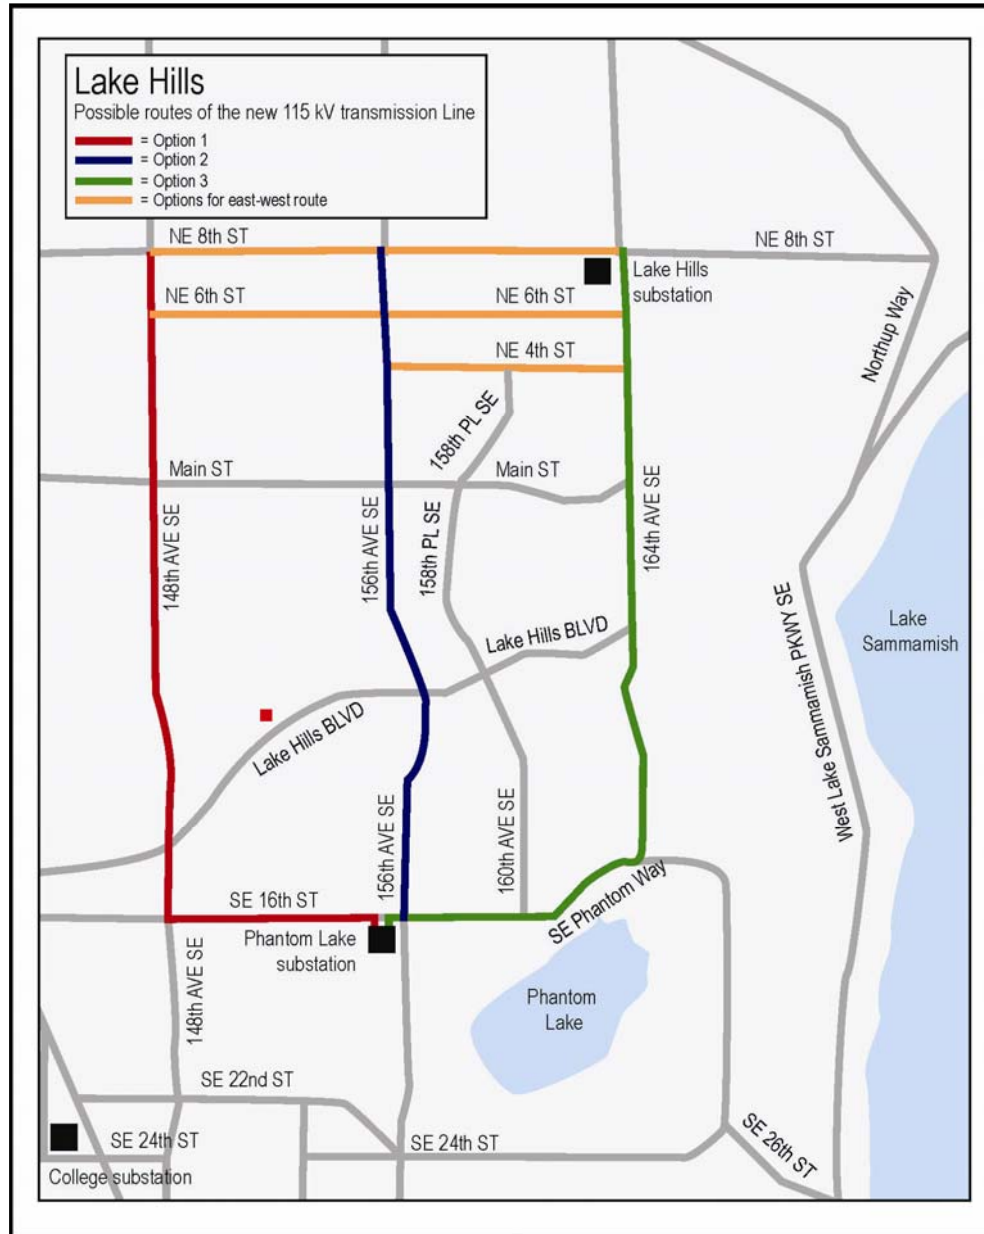 Lake Hills
Possible routes of the new 115 kV transmission Line
= Option 1
= Option 2
= Option 3
= Options for east-west route
NE 8th ST
NE 8th ST
Lake Hills
substation
NE 6th ST
NE 6th ST
NE 4th ST
Northup Way
158th PL SE
Main ST
Main ST
148th AVE SE
156th AVE SE
158th PL SE
164th AVE SE
Lake Hills BLVD
West Lake Sammamish PKWY SE
Lake
Sammamish
Lake Hills BLVD
156th AVE SE
160th AVE SE
SE 16th ST
SE Phantom Way
Phantom Lake
substation
148th AVE SE
Phantom
Lake
SE 22nd ST
SE 24th ST
SE 24th ST
SE 26th ST
College substation